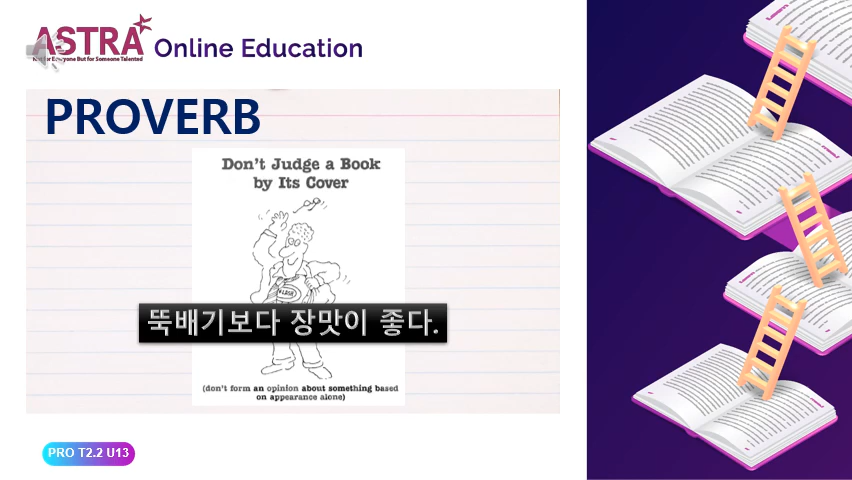 ASTRA
Online Education
PROVERB
Don't Judge a Book
by Its Cover
뚝배기보다 장맛이 좋다.
(don't form an opinion about something based
on appearance alone)
PRO T2.2 U13